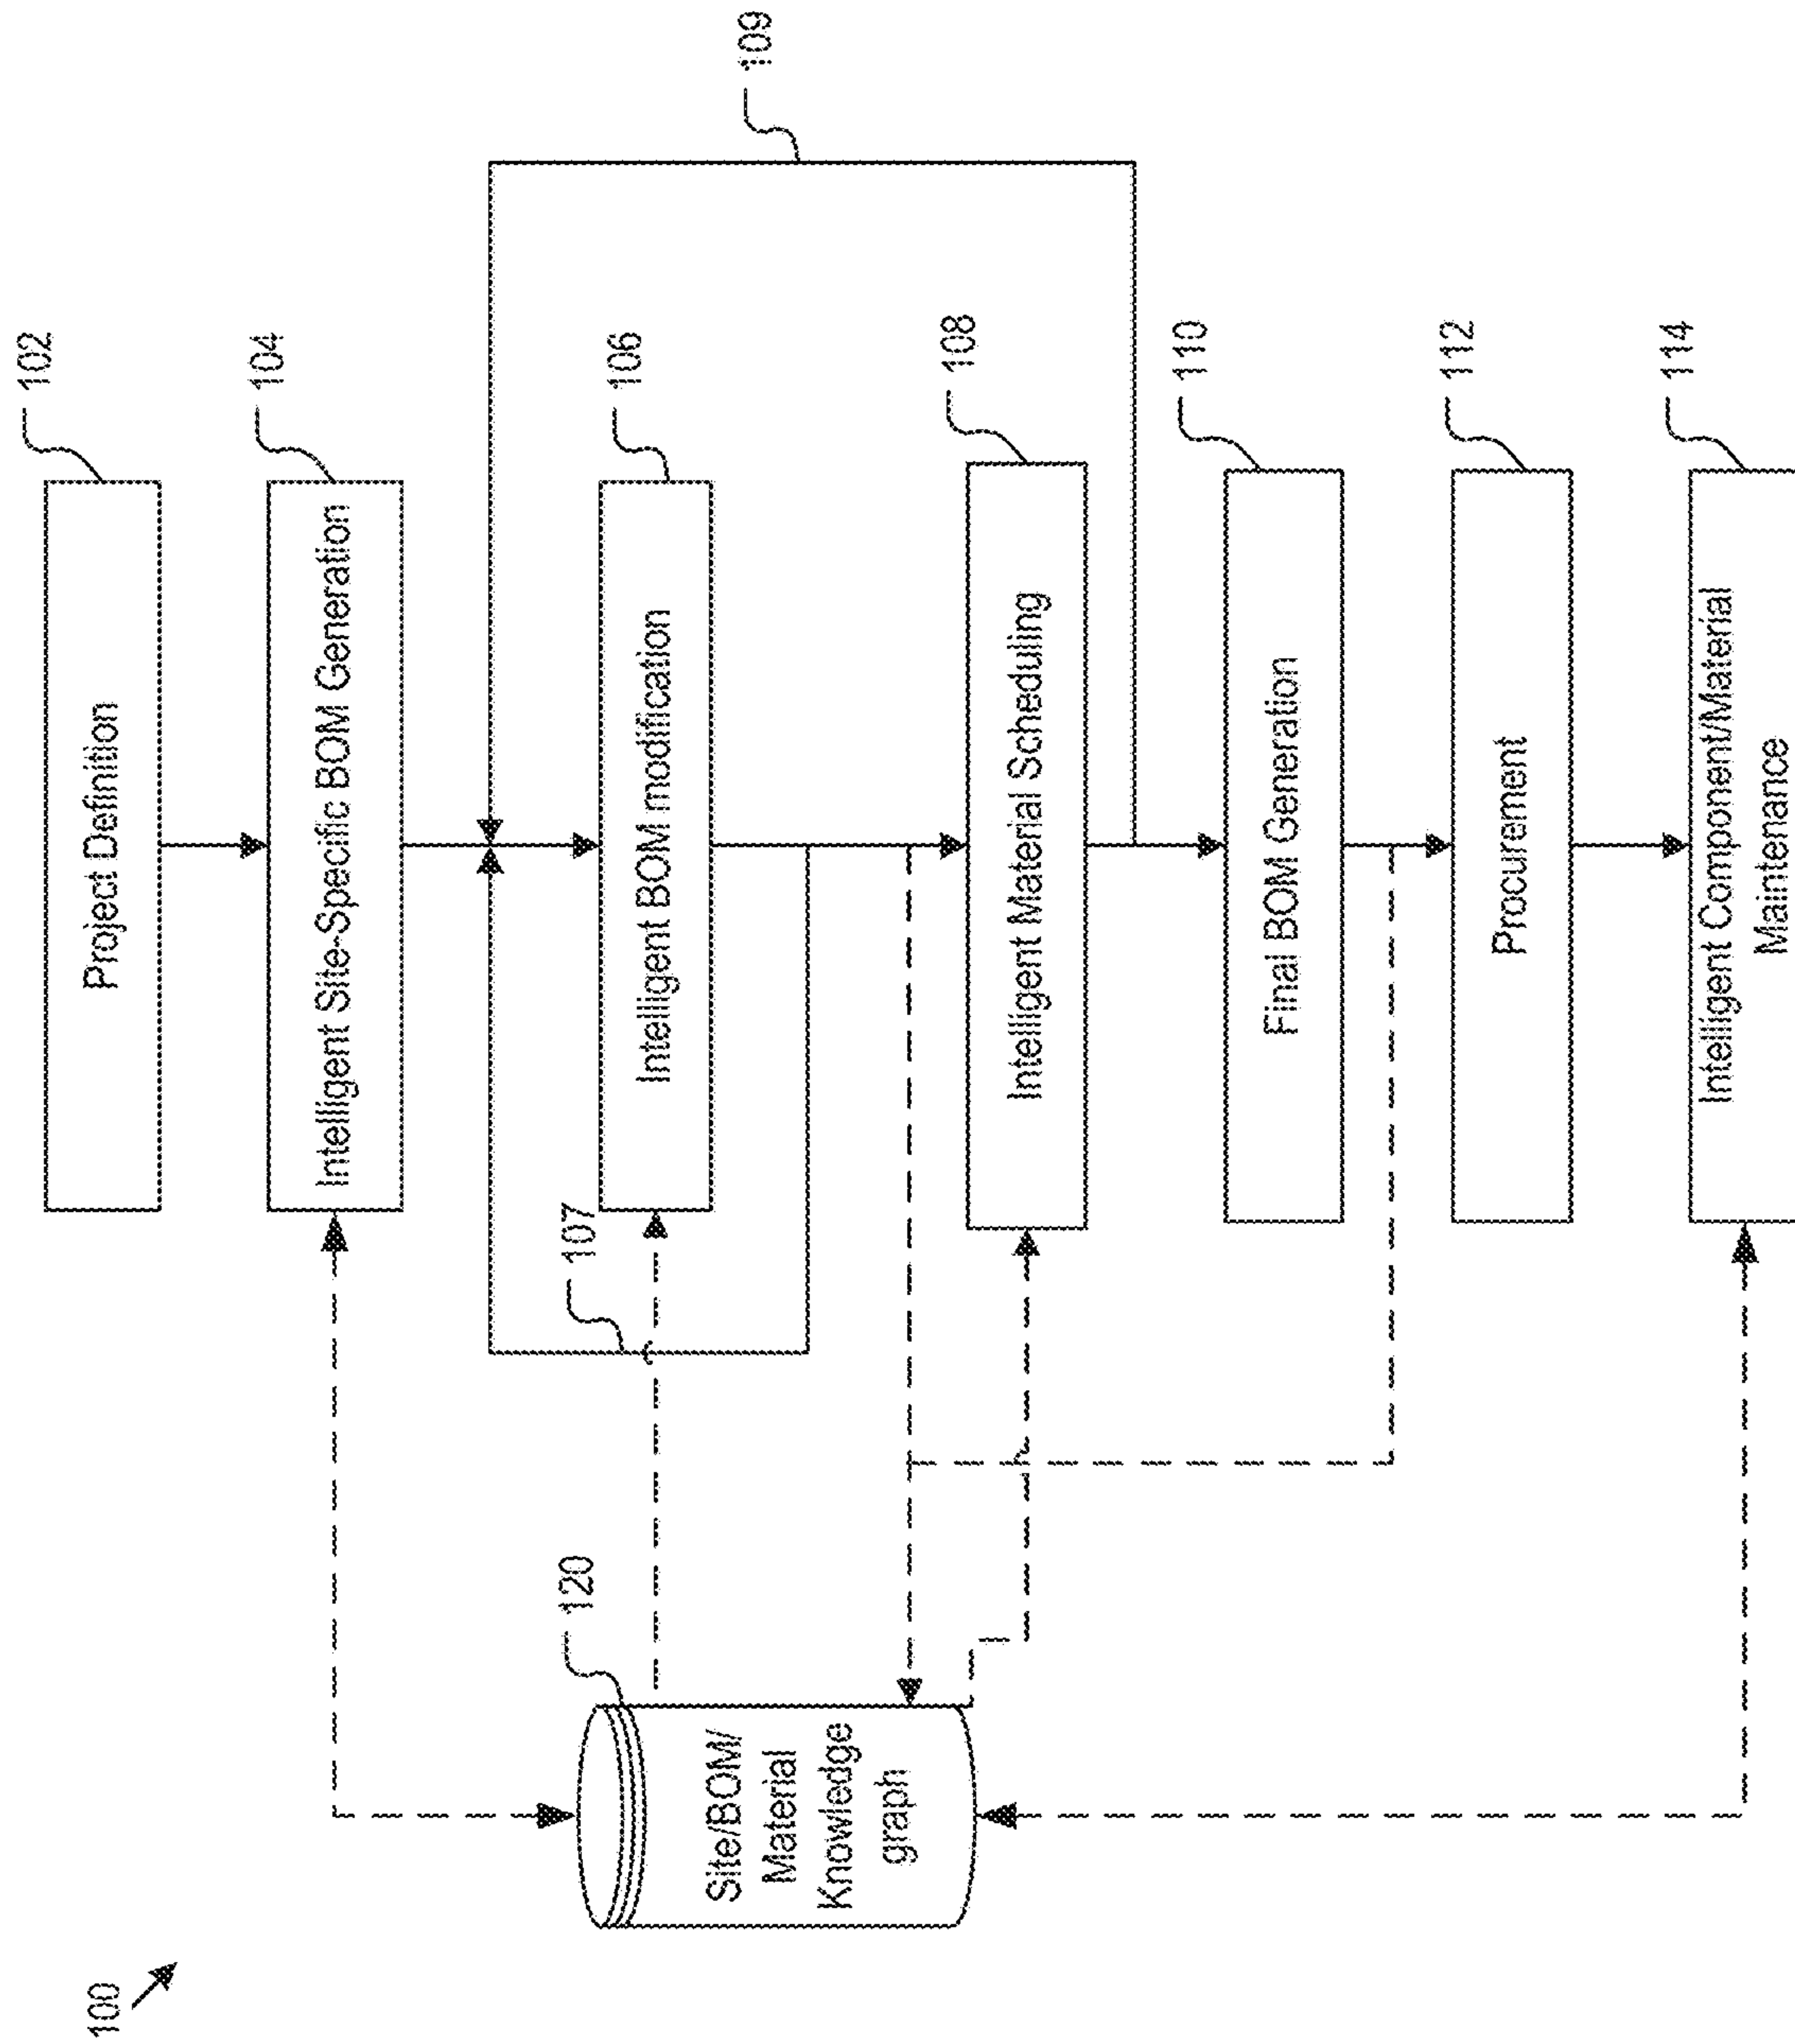 100
Project Definition
102
Intelligent Site-Specific BOM Generation
104
107
Intelligent BOM modification
106
109
120
Site/BOM/
Material
Knowledge
graph
Intelligent Material Scheduling
108
Final BOM Generation
110
Procurement
112
Intelligent Component/Material
Maintenance
114